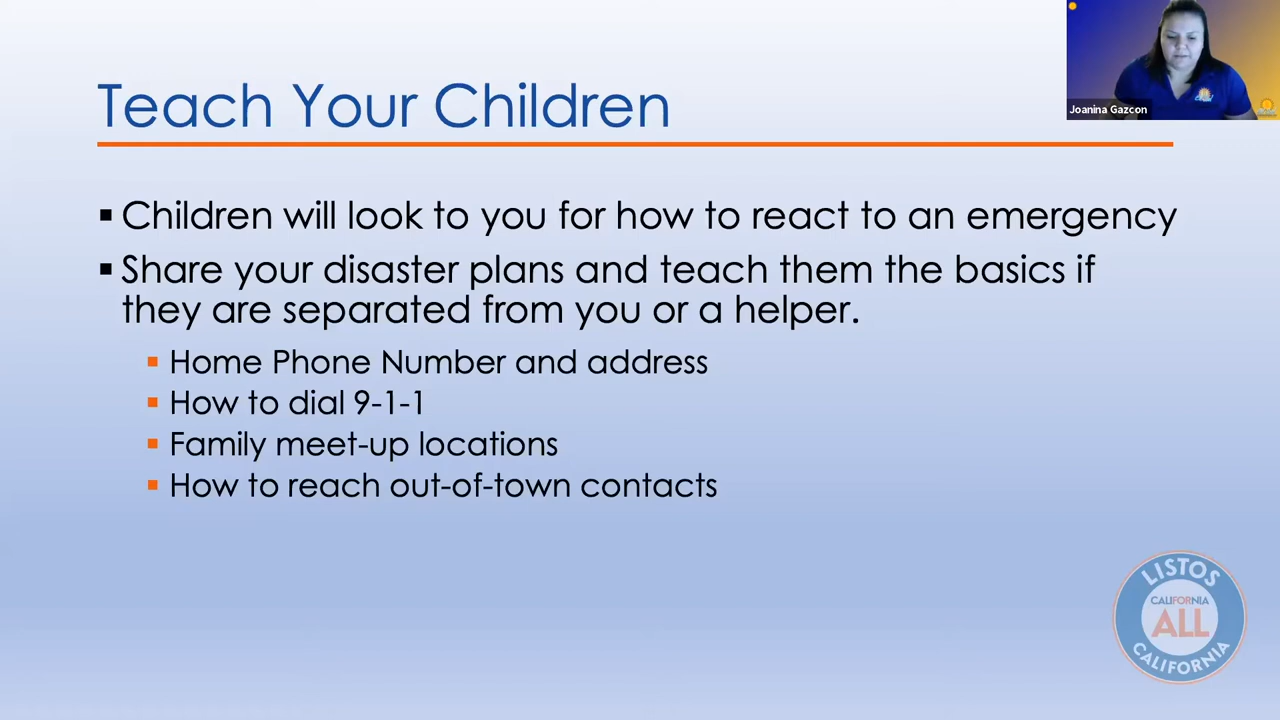 Teach Your Children
Joanina Gazcon
▪ Children will look to you for how to react to an emergency
▪ Share your disaster plans and teach them the basics if
they are separated from you or a helper.
▪ Home Phone Number and address
▪ How to dial 9-1-1
▪ Family meet-up locations
▪ How to reach out-of-town contacts
LISTOS
CALIFORNIA
ALL
CALIFORNIA